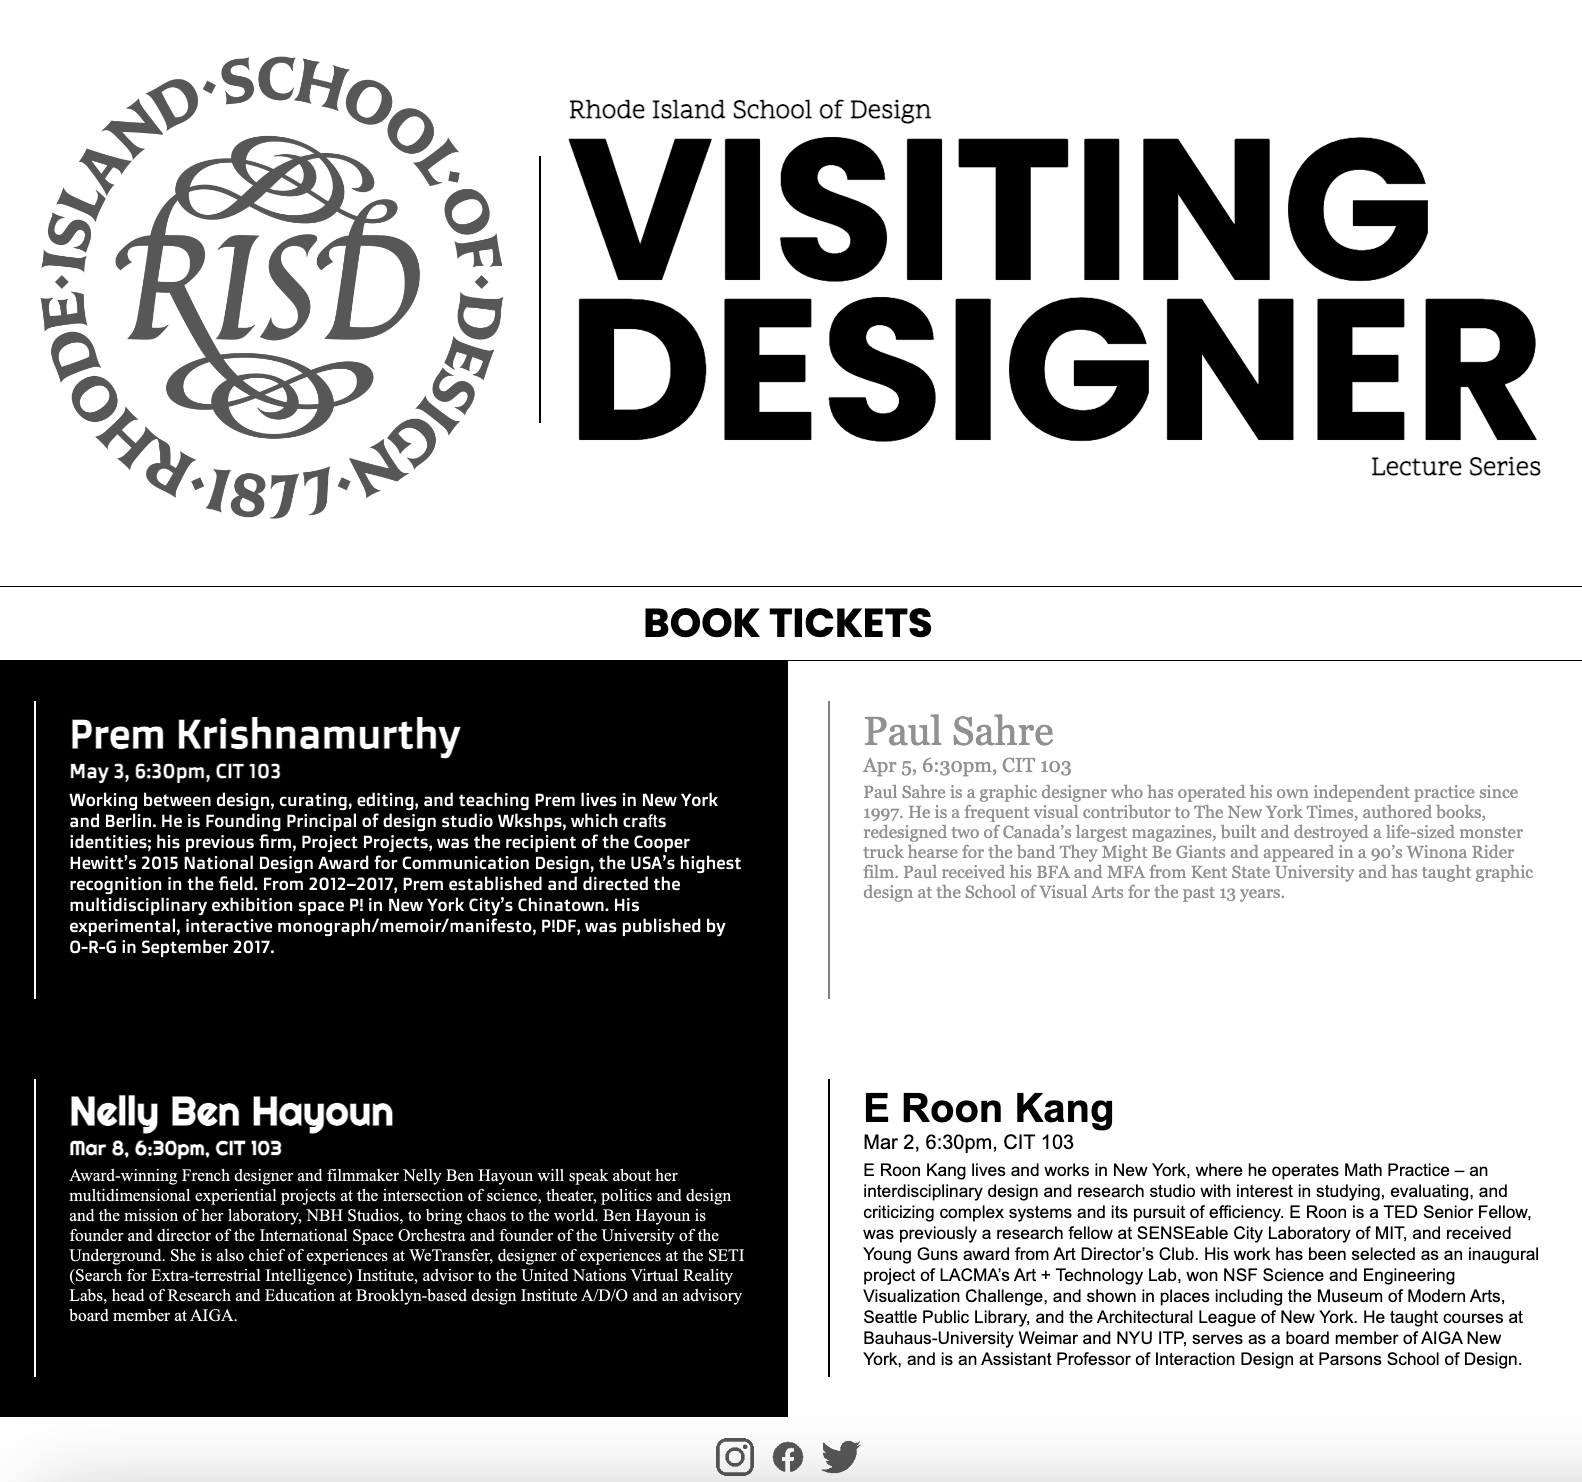 RHODE·ISLAND·SCHOOL·OF·DESIGN·1877·
RISD
Rhode Island School of Design
VISITING
DESIGNER
Lecture Series
BOOK TICKETS
Prem Krishnamurthy
May 3, 6:30pm, CIT 103
Working between design, curating, editing, and teaching Prem lives in New York
and Berlin. He is Founding Principal of design studio Wkshps, which crafts
identities; his previous firm, Project Projects, was the recipient of the Cooper
Hewitt’s 2015 National Design Award for Communication Design, the USA’s highest
recognition in the field. From 2012–2017, Prem established and directed the
multidisciplinary exhibition space P! in New York City’s Chinatown. His
experimental, interactive monograph/memoir/manifesto, P!DF, was published by
O-R-G in September 2017.
Paul Sahre
Apr 5, 6:30pm, CIT 103
Paul Sahre is a graphic designer who has operated his own independent practice since
1997. He is a frequent visual contributor to The New York Times, authored books,
redesigned two of Canada’s largest magazines, built and destroyed a life-sized monster
truck hearse for the band They Might Be Giants and appeared in a 90’s Winona Rider
film. Paul received his BFA and MFA from Kent State University and has taught graphic
design at the School of Visual Arts for the past 13 years.
Nelly Ben Hayoun
Mar 8, 6:30pm, CIT 103
Award-winning French designer and filmmaker Nelly Ben Hayoun will speak about her
multidimensional experiential projects at the intersection of science, theater, politics and design
and the mission of her laboratory, NBH Studios, to bring chaos to the world. Ben Hayoun is
founder and director of the International Space Orchestra and founder of the University of the
Underground. She is also chief of experiences at WeTransfer, designer of experiences at the SETI
(Search for Extra-terrestrial Intelligence) Institute, advisor to the United Nations Virtual Reality
Labs, head of Research and Education at Brooklyn-based design Institute A/D/O and an advisory
board member at AIGA.
E Roon Kang
Mar 2, 6:30pm, CIT 103
E Roon Kang lives and works in New York, where he operates Math Practice – an
interdisciplinary design and research studio with interest in studying, evaluating, and
criticizing complex systems and its pursuit of efficiency. E Roon is a TED Senior Fellow,
was previously a research fellow at SENSEable City Laboratory of MIT, and received
Young Guns award from Art Director’s Club. His work has been selected as an inaugural
project of LACMA’s Art + Technology Lab, won NSF Science and Engineering
Visualization Challenge, and shown in places including the Museum of Modern Arts,
Seattle Public Library, and the Architectural League of New York. He taught courses at
Bauhaus-University Weimar and NYU ITP, serves as a board member of AIGA New
York, and is an Assistant Professor of Interaction Design at Parsons School of Design.